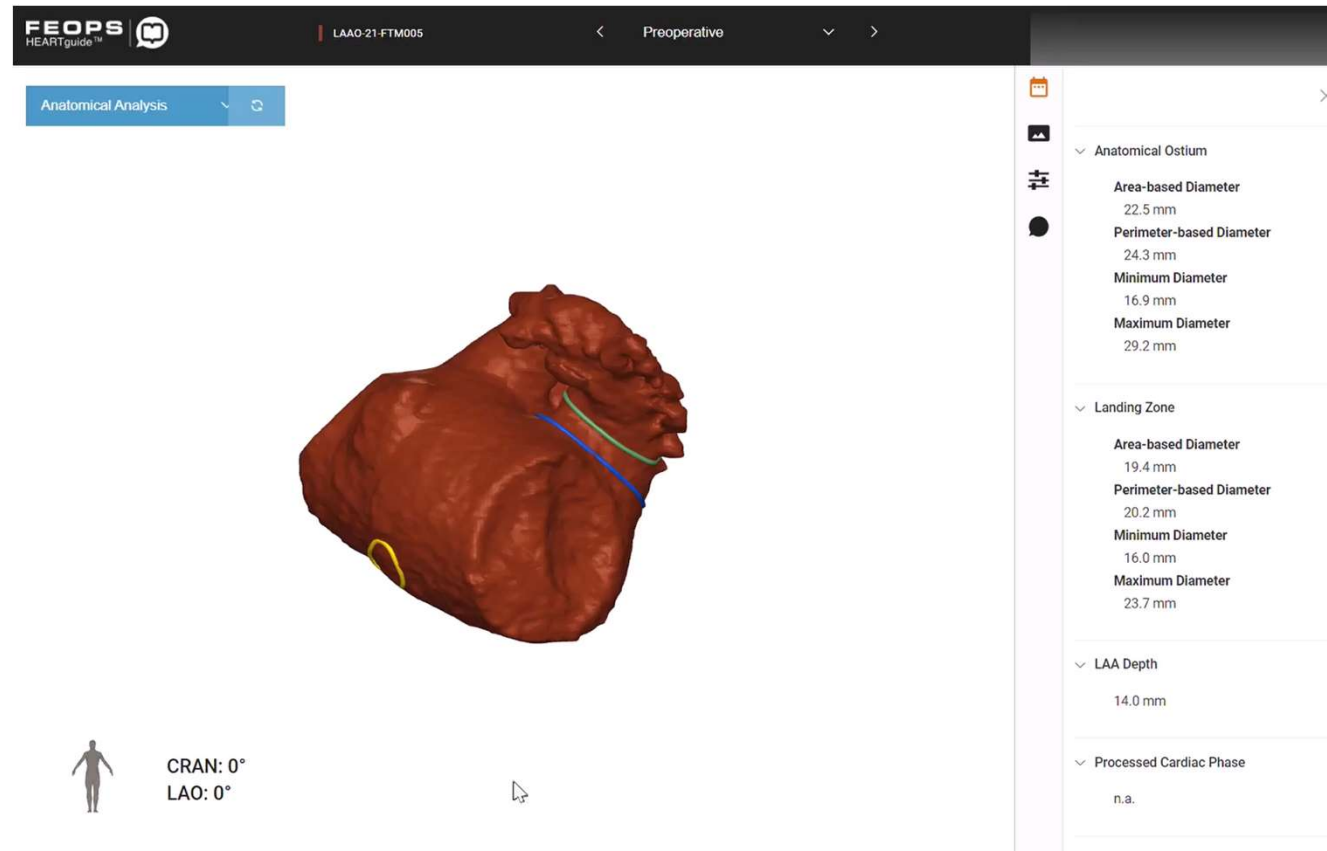 FEOPS
HEARTguide™
LAAO-21-FTM005
Preoperative
Anatomical Analysis
Anatomical Ostium
Area-based Diameter
22.5 mm
Perimeter-based Diameter
24.3 mm
Minimum Diameter
16.9 mm
Maximum Diameter
29.2 mm
Landing Zone
Area-based Diameter
19.4 mm
Perimeter-based Diameter
20.2 mm
Minimum Diameter
16.0 mm
Maximum Diameter
23.7 mm
LAA Depth
14.0 mm
Processed Cardiac Phase
n.a.
CRAN: 0°
LAO: 0°